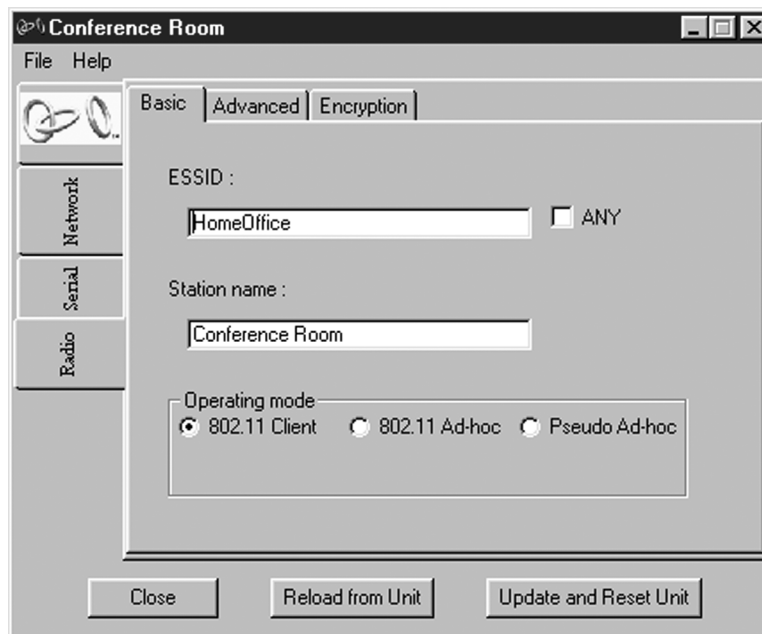 Conference Room
File Help
Basic Advanced Encryption
Network
Serial
Radio
ESSID :
HomeOffice
ANY
Station name :
Conference Room
Operating mode
802.11 Client 802.11 Ad-hoc Pseudo Ad-hoc
Close Reload from Unit Update and Reset Unit